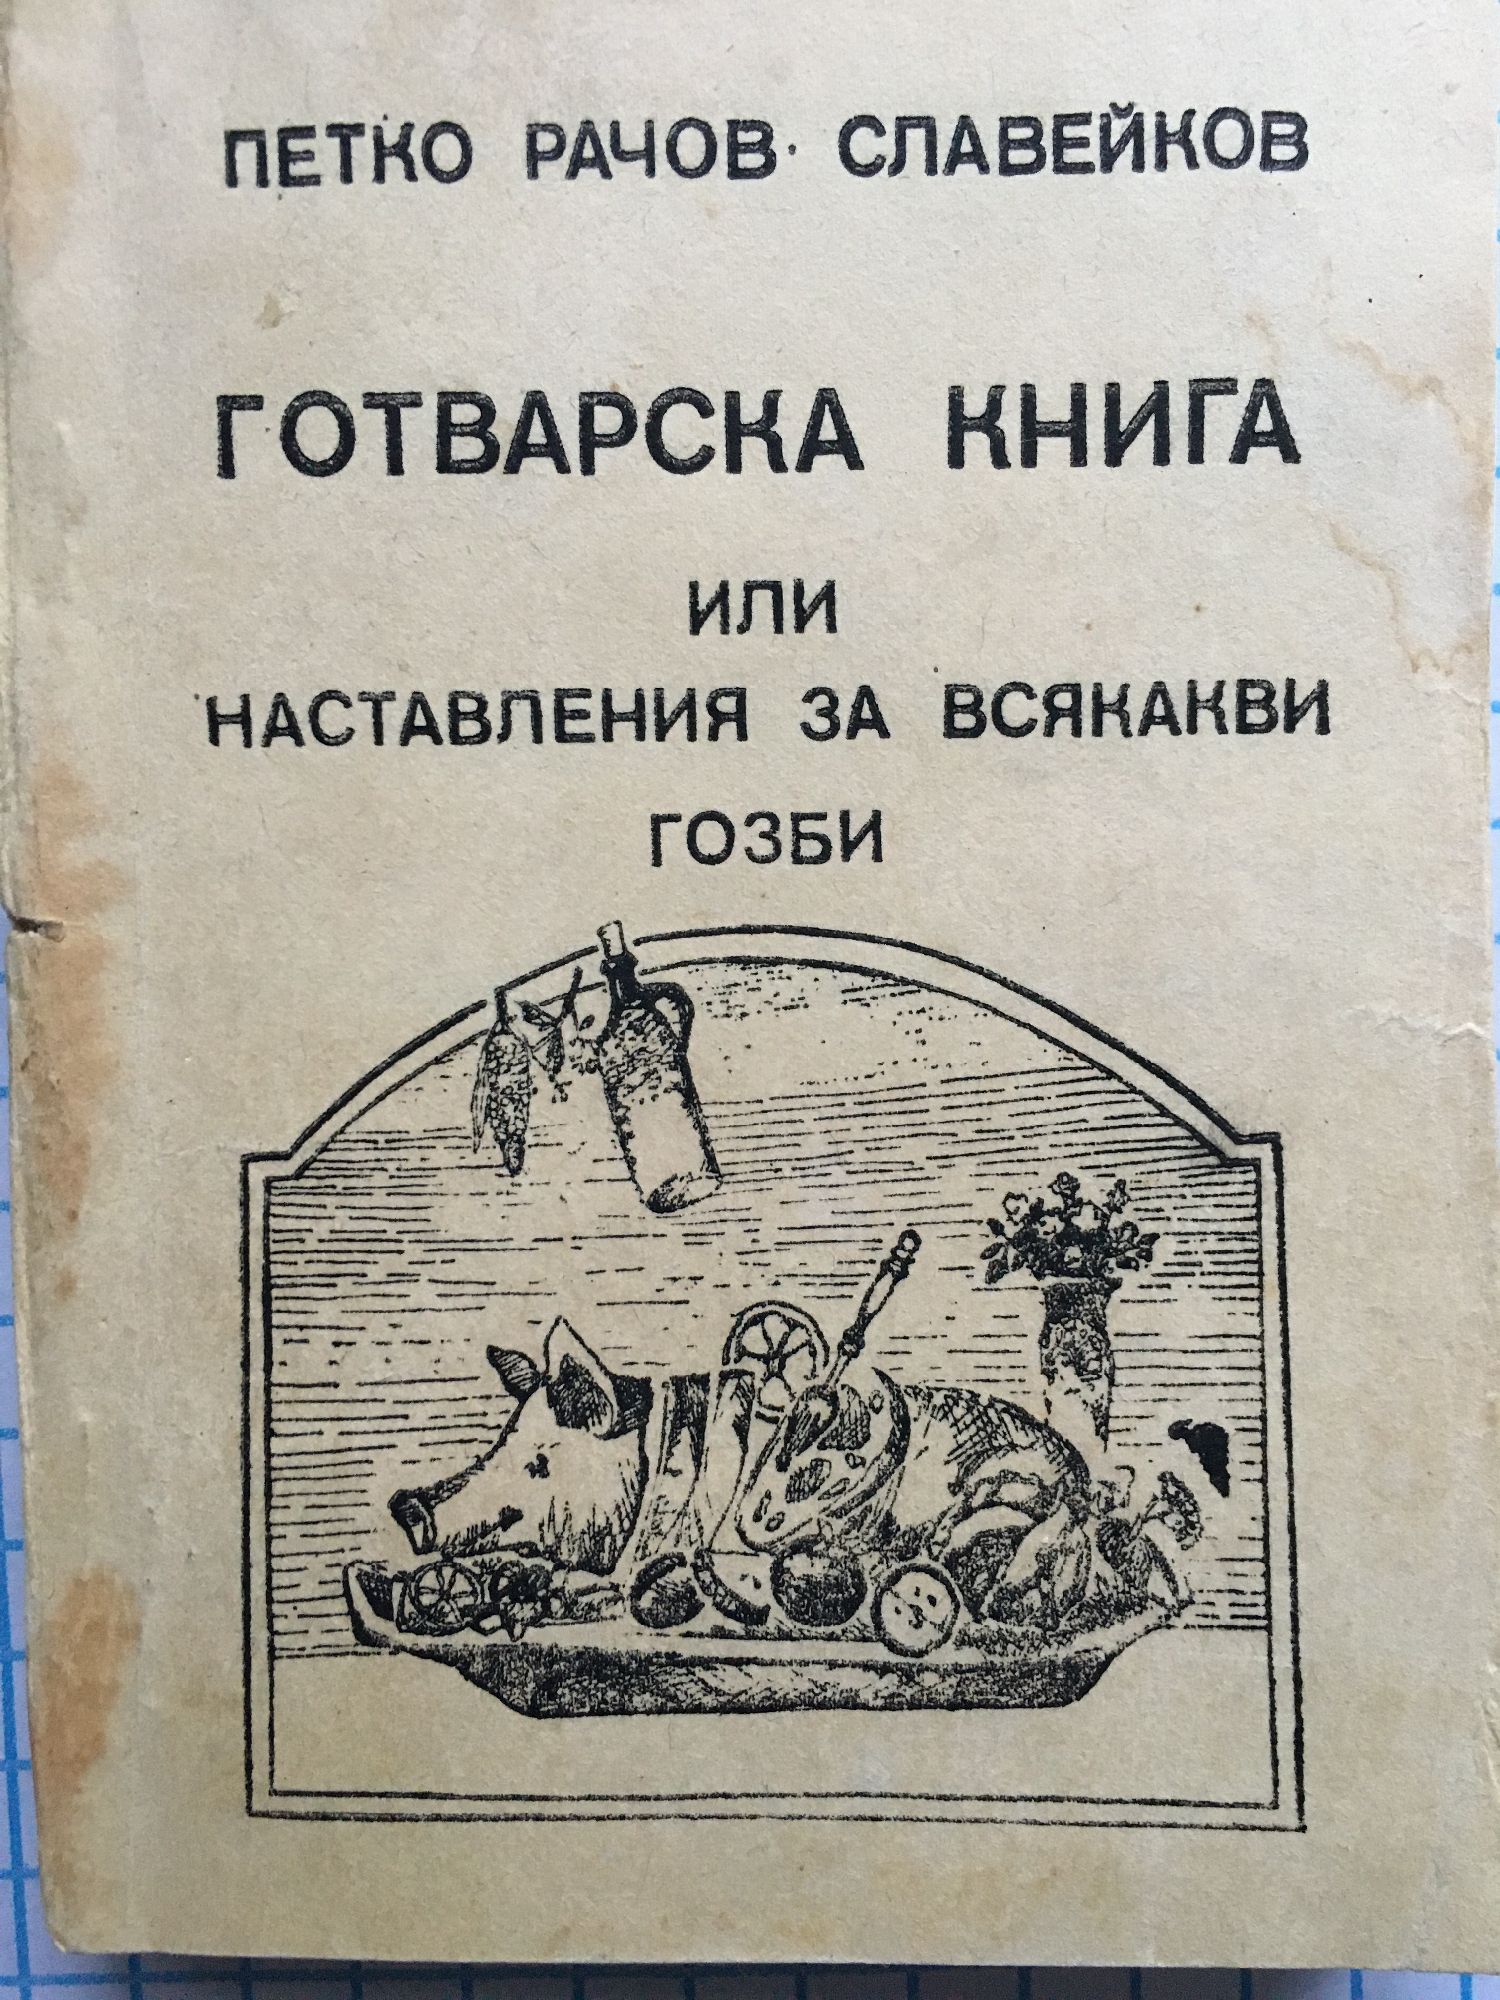 ПЕТКО РАЧОВ СЛАВЕЙКОВ
ГОТВАРСКА КНИГА
ИЛИ
НАСТАВЛЕНИЯ ЗА ВСЯКАКВИ
ГОЗБИ